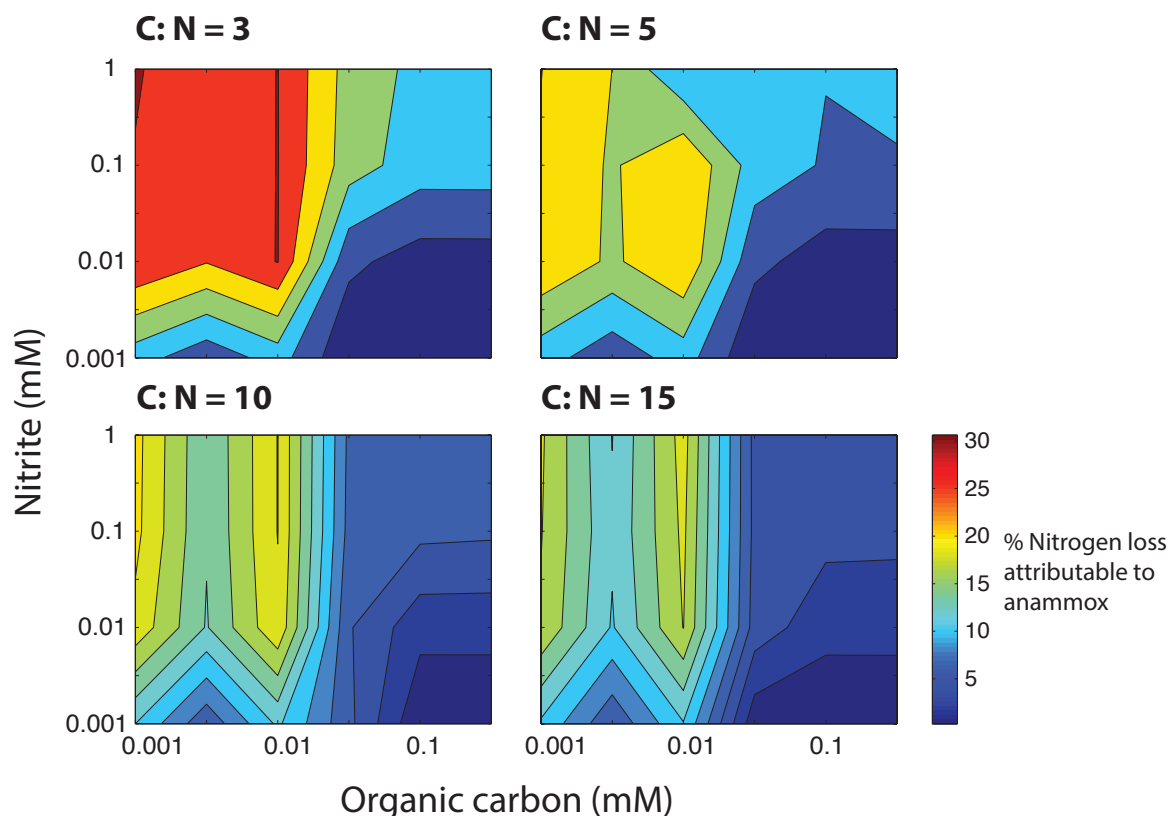 C: N = 3
C: N = 5
1
0.1
0.01
0.001
C: N = 10
C: N = 15
1
0.1
0.01
0.001
0.001
0.01
0.1
0.001
0.01
0.1
30
25
20
15
10
5
% Nitrogen loss
attributable to
anammox
Nitrite (mM)
Organic carbon (mM)